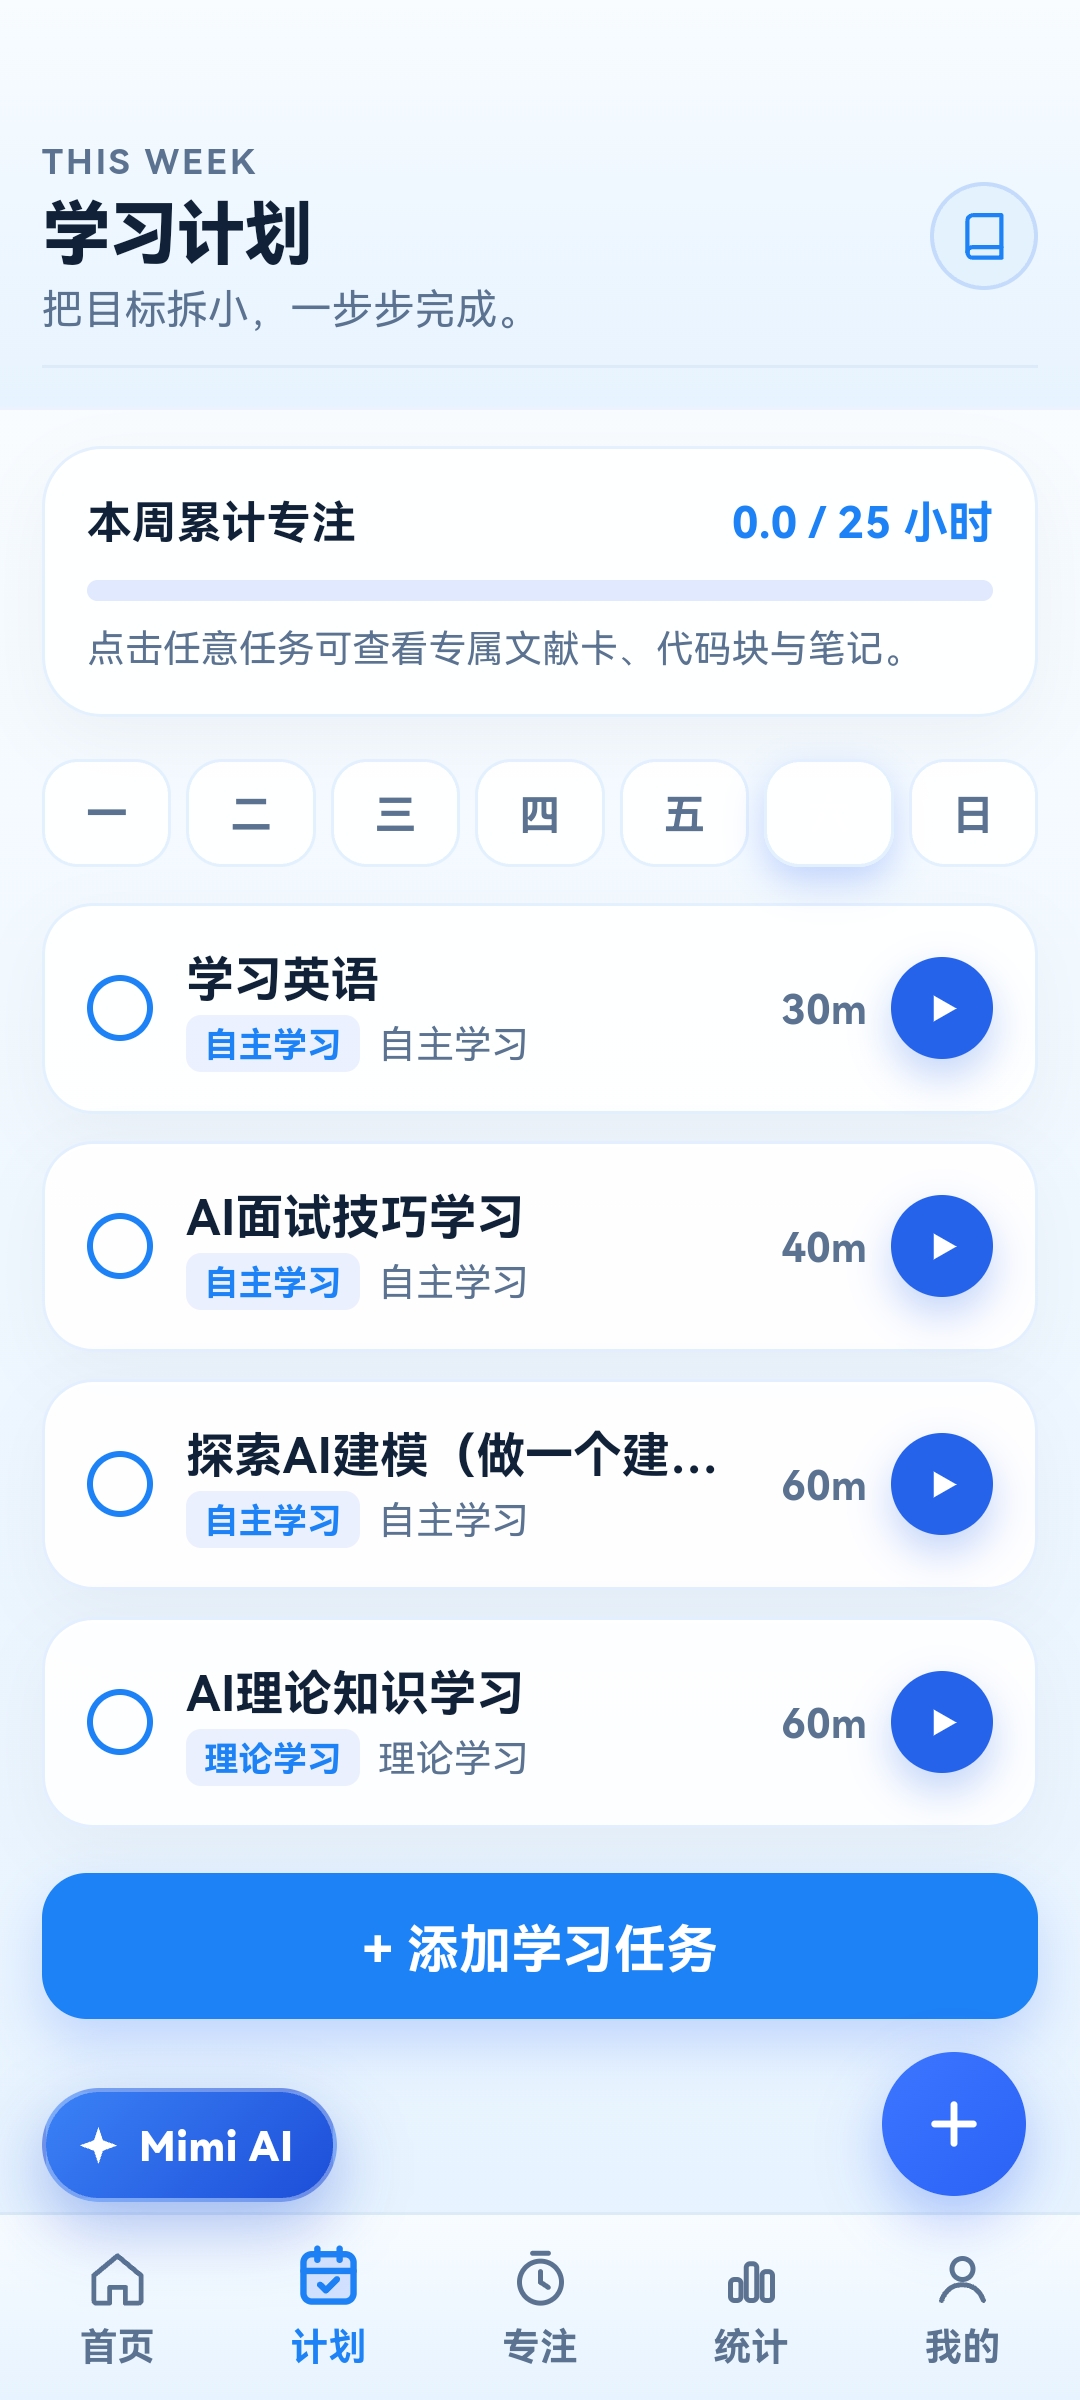 THIS WEEK
学习计划
把目标拆小，一步步完成。
本周累计专注
0.0 / 25 小时
点击任意任务可查看专属文献卡、代码块与笔记。
一 二 三 四 五 日
学习英语
自主学习 自主学习
30m
AI面试技巧学习
自主学习 自主学习
40m
探索AI建模（做一个建...
自主学习 自主学习
60m
AI理论知识学习
理论学习 理论学习
60m
+ 添加学习任务
Mimi AI
首页 计划 专注 统计 我的